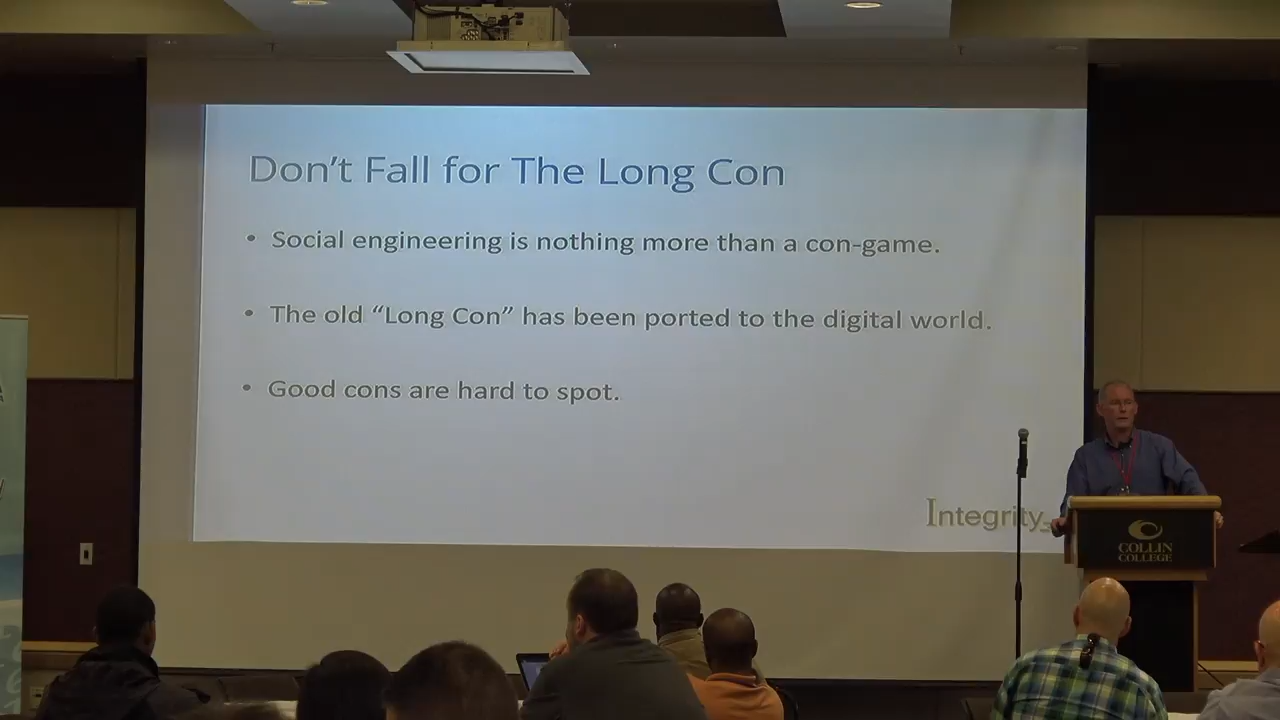 Don't Fall for The Long Con
• Social engineering is nothing more than a con-game.
• The old “Long Con” has been ported to the digital world.
• Good cons are hard to spot.
Integrity
COLLIN
COLLEGE